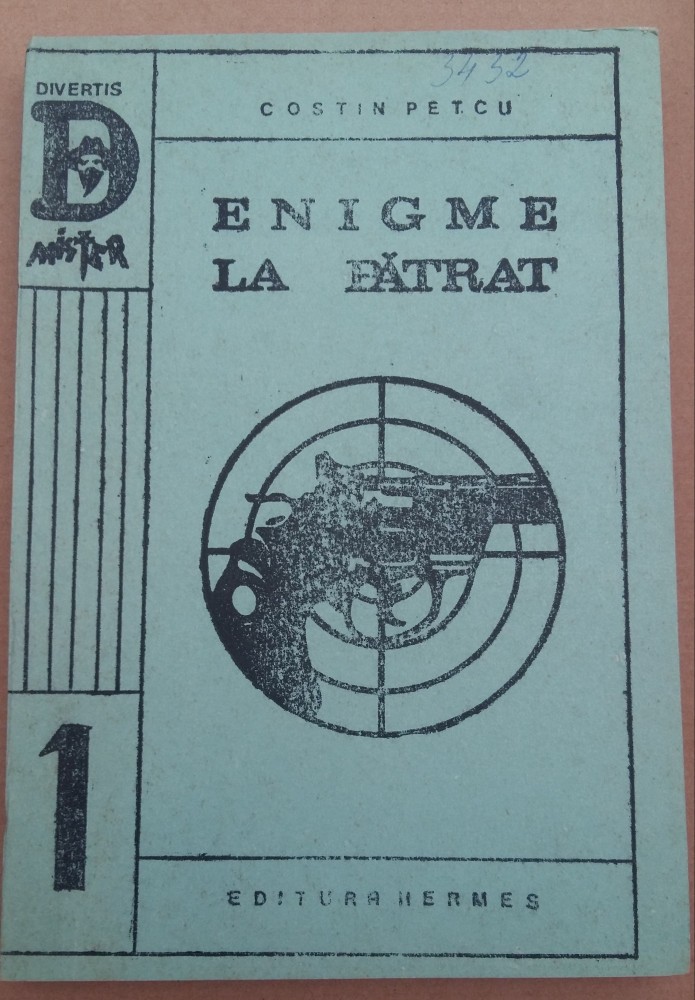 3432
DIVERTIS
D
MISTER
COSTIN PETCU
ENIGME
LA PĂTRAT
1
EDITURA HERMES